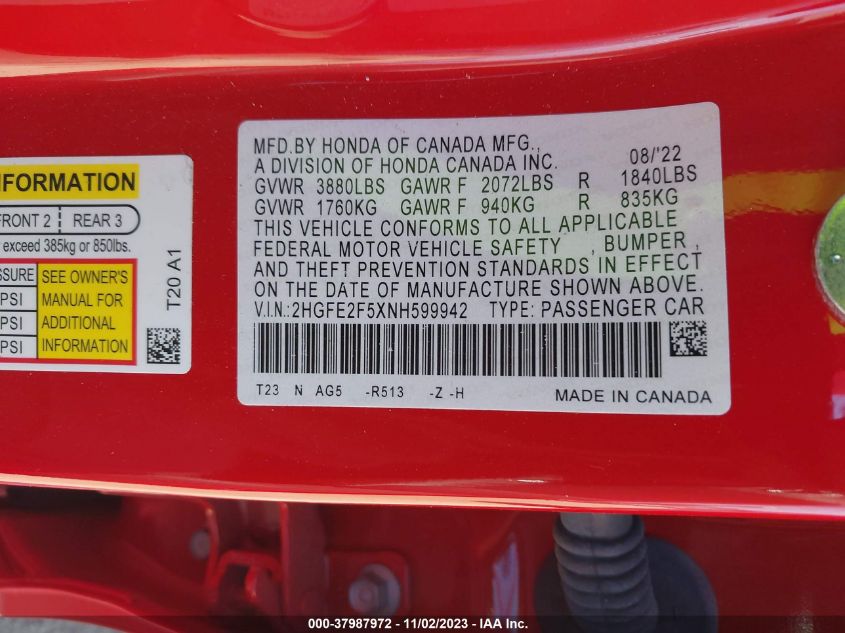 MFD.BY HONDA OF CANADA MFG.,
A DIVISION OF HONDA CANADA INC. 08/'22
GVWR 3880LBS GAWR F 2072LBS R 1840LBS
GVWR 1760KG GAWR F 940KG R 835KG
THIS VEHICLE CONFORMS TO ALL APPLICABLE
FEDERAL MOTOR VEHICLE SAFETY , BUMPER ,
AND THEFT PREVENTION STANDARDS IN EFFECT
ON THE DATE OF MANUFACTURE SHOWN ABOVE.
V.I.N.:2HGFE2F5XNH599942 TYPE: PASSENGER CAR
T23 N AG5 -R513 -Z -H MADE IN CANADA
INFORMATION
FRONT 2 REAR 3
exceed 385kg or 850lbs.
SSURE SEE OWNER'S
PSI MANUAL FOR
PSI ADDITIONAL
PSI INFORMATION
T20 A1
000-37987972 - 11/02/2023 - IAA Inc.